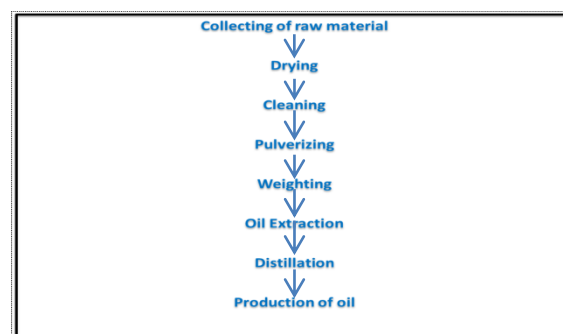 Collecting of raw material
Drying
Cleaning
Pulverizing
Weighting
Oil Extraction
Distillation
Production of oil